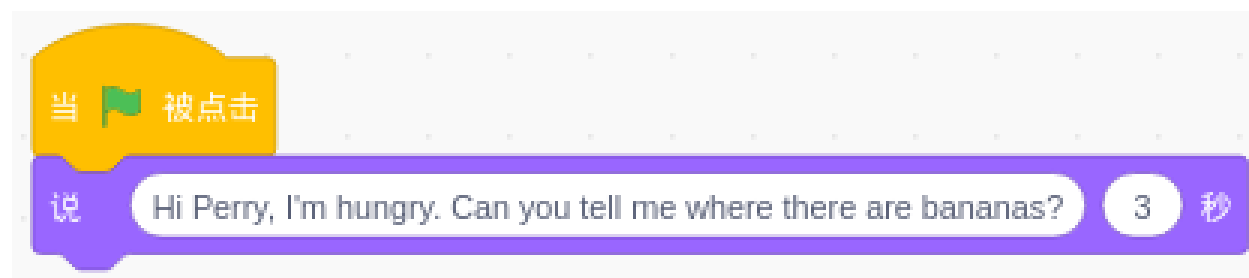 当 被点击
说 Hi Perry, I'm hungry. Can you tell me where there are bananas? 3 秒